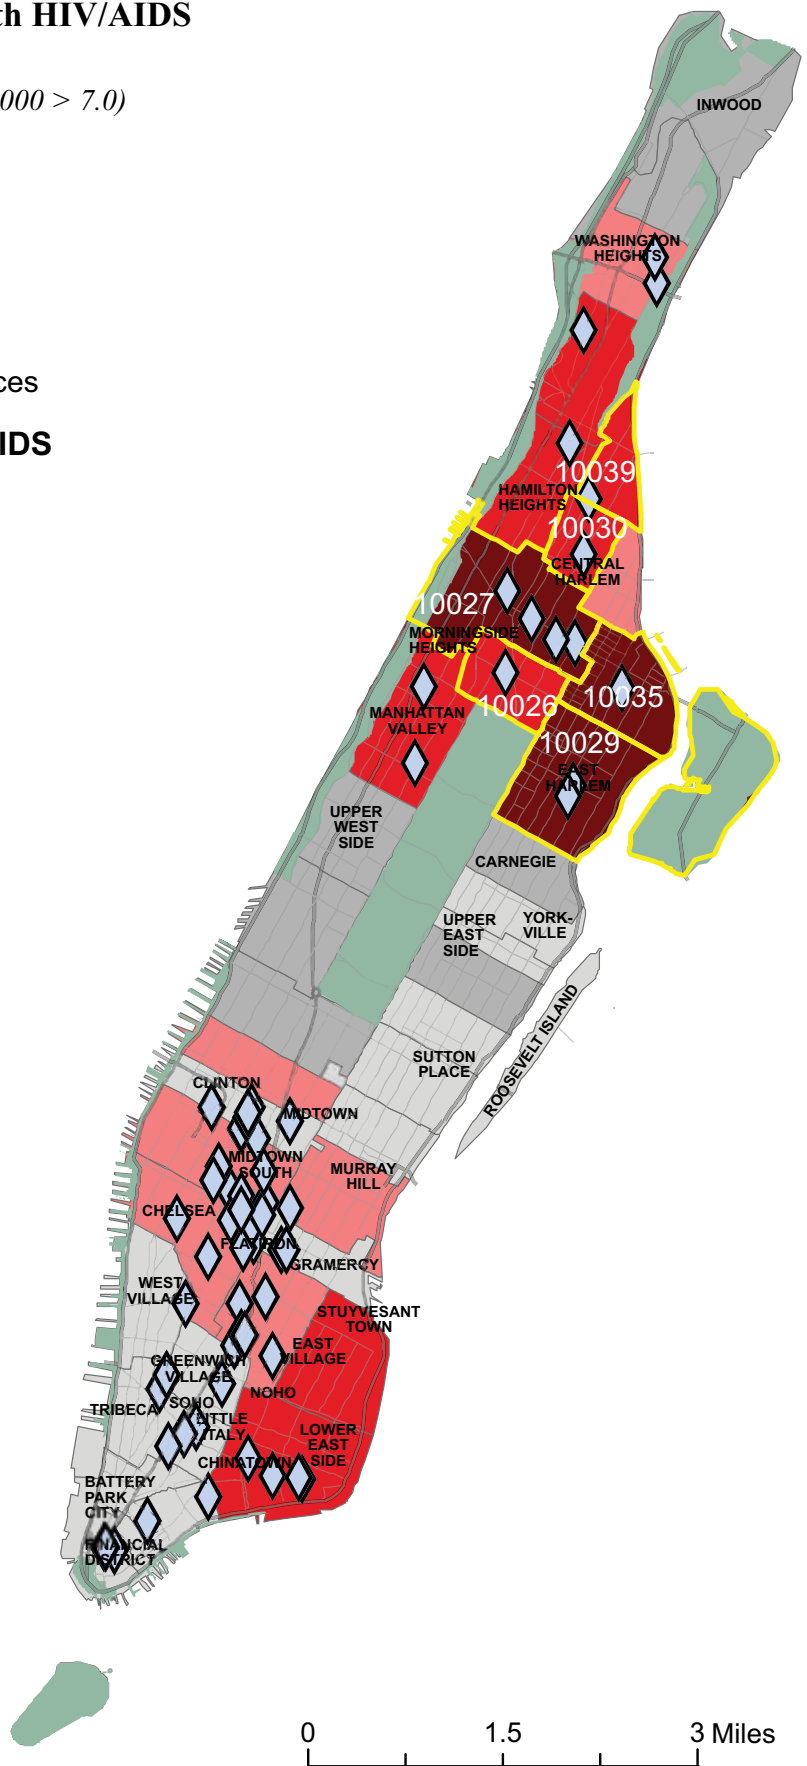 th HIV/AIDS
000 > 7.0)
INWOOD
WASHINGTON
HEIGHTS
ces
IDS
10039
HAMILTON
HEIGHTS
10030
CENTRAL
HARLEM
10027
MORNINGSIDE
HEIGHTS
10035
10026
MANHATTAN
VALLEY
10029
EAST
HARLEM
UPPER
WEST
SIDE
CARNEGIE
UPPER
EAST
SIDE
YORK-
VILLE
ROOSEVELT ISLAND
SUTTON
PLACE
CLINTON
MIDTOWN
MIDTOWN
SOUTH
MURRAY
HILL
CHELSEA
FLATIRON
GRAMERCY
WEST
VILLAGE
STUYVESANT
TOWN
EAST
VILLAGE
GREENWICH
VILLAGE
NOHO
SOHO
TRIBECA
LITTLE
ITALY
LOWER
EAST
SIDE
CHINATOWN
BATTERY
PARK
CITY
FINANCIAL
DISTRICT
0 1.5 3 Miles